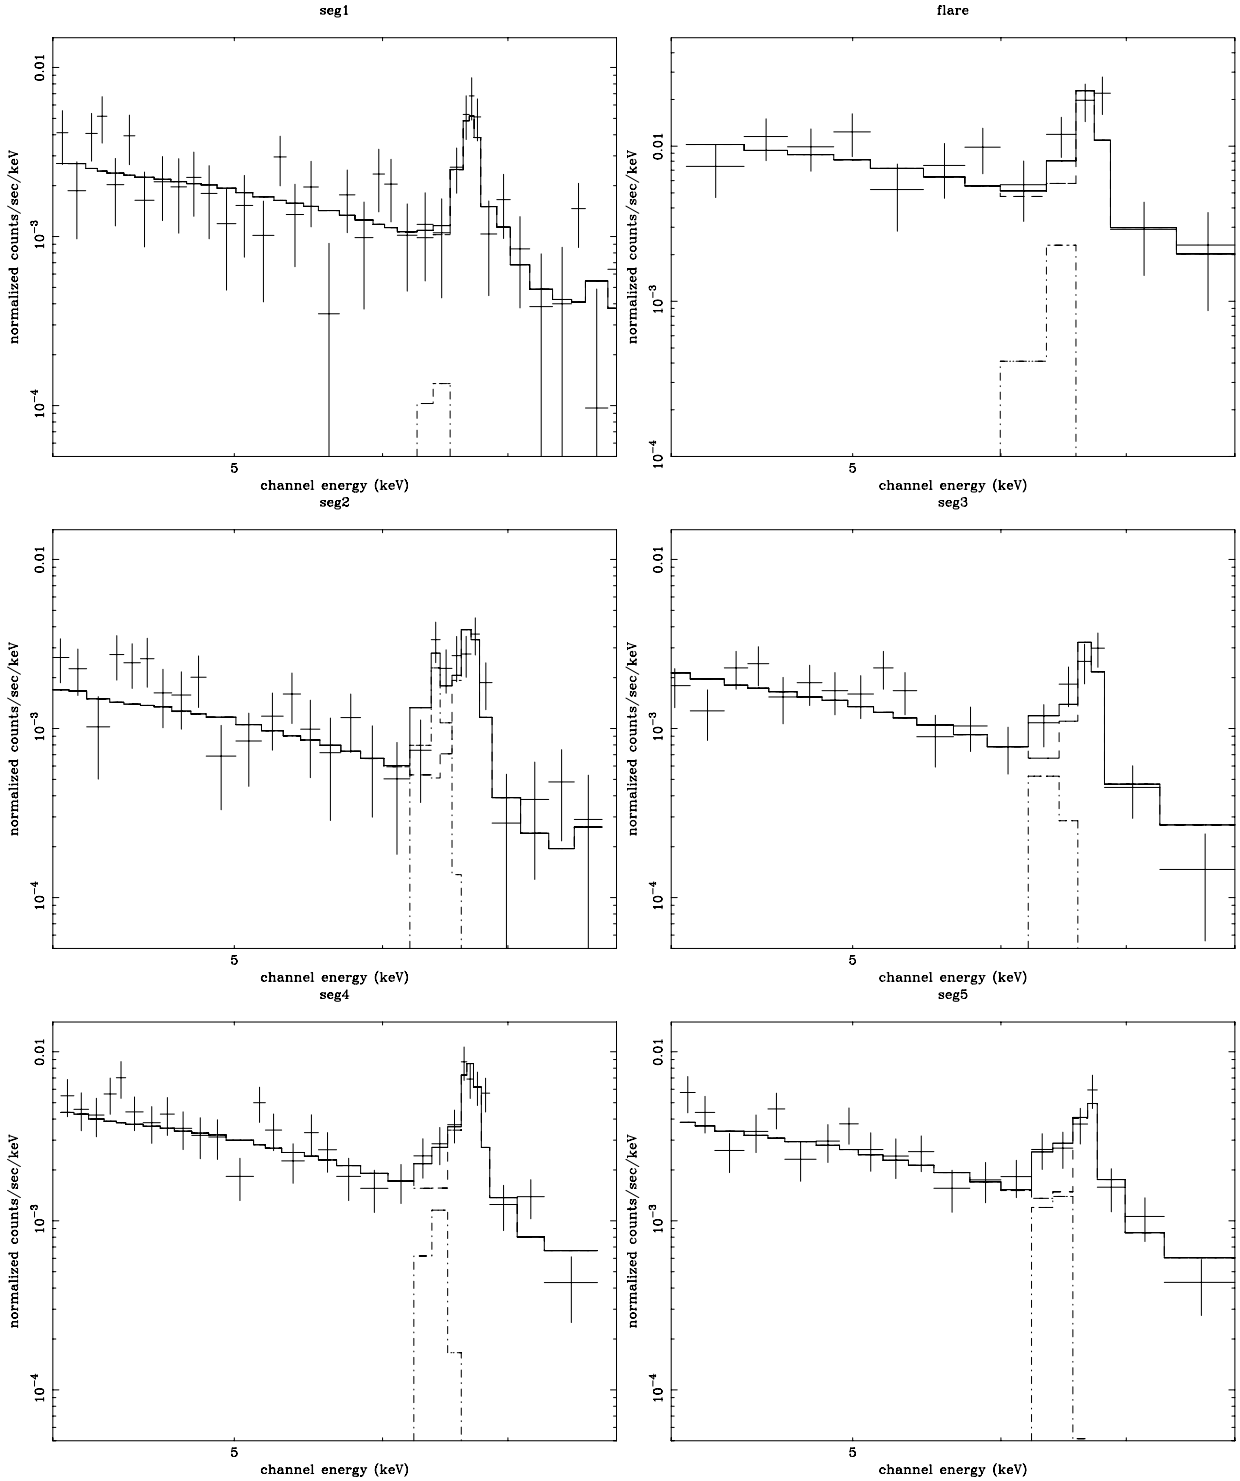 seg1
flare
normalized counts/sec/keV
0.01
10−3
10−4
5
channel energy (keV)
normalized counts/sec/keV
0.01
10−3
10−4
5
channel energy (keV)
seg2
seg3
normalized counts/sec/keV
0.01
10−3
10−4
5
channel energy (keV)
normalized counts/sec/keV
0.01
10−3
10−4
5
channel energy (keV)
seg4
seg5
normalized counts/sec/keV
0.01
10−3
10−4
5
channel energy (keV)
normalized counts/sec/keV
0.01
10−3
10−4
5
channel energy (keV)